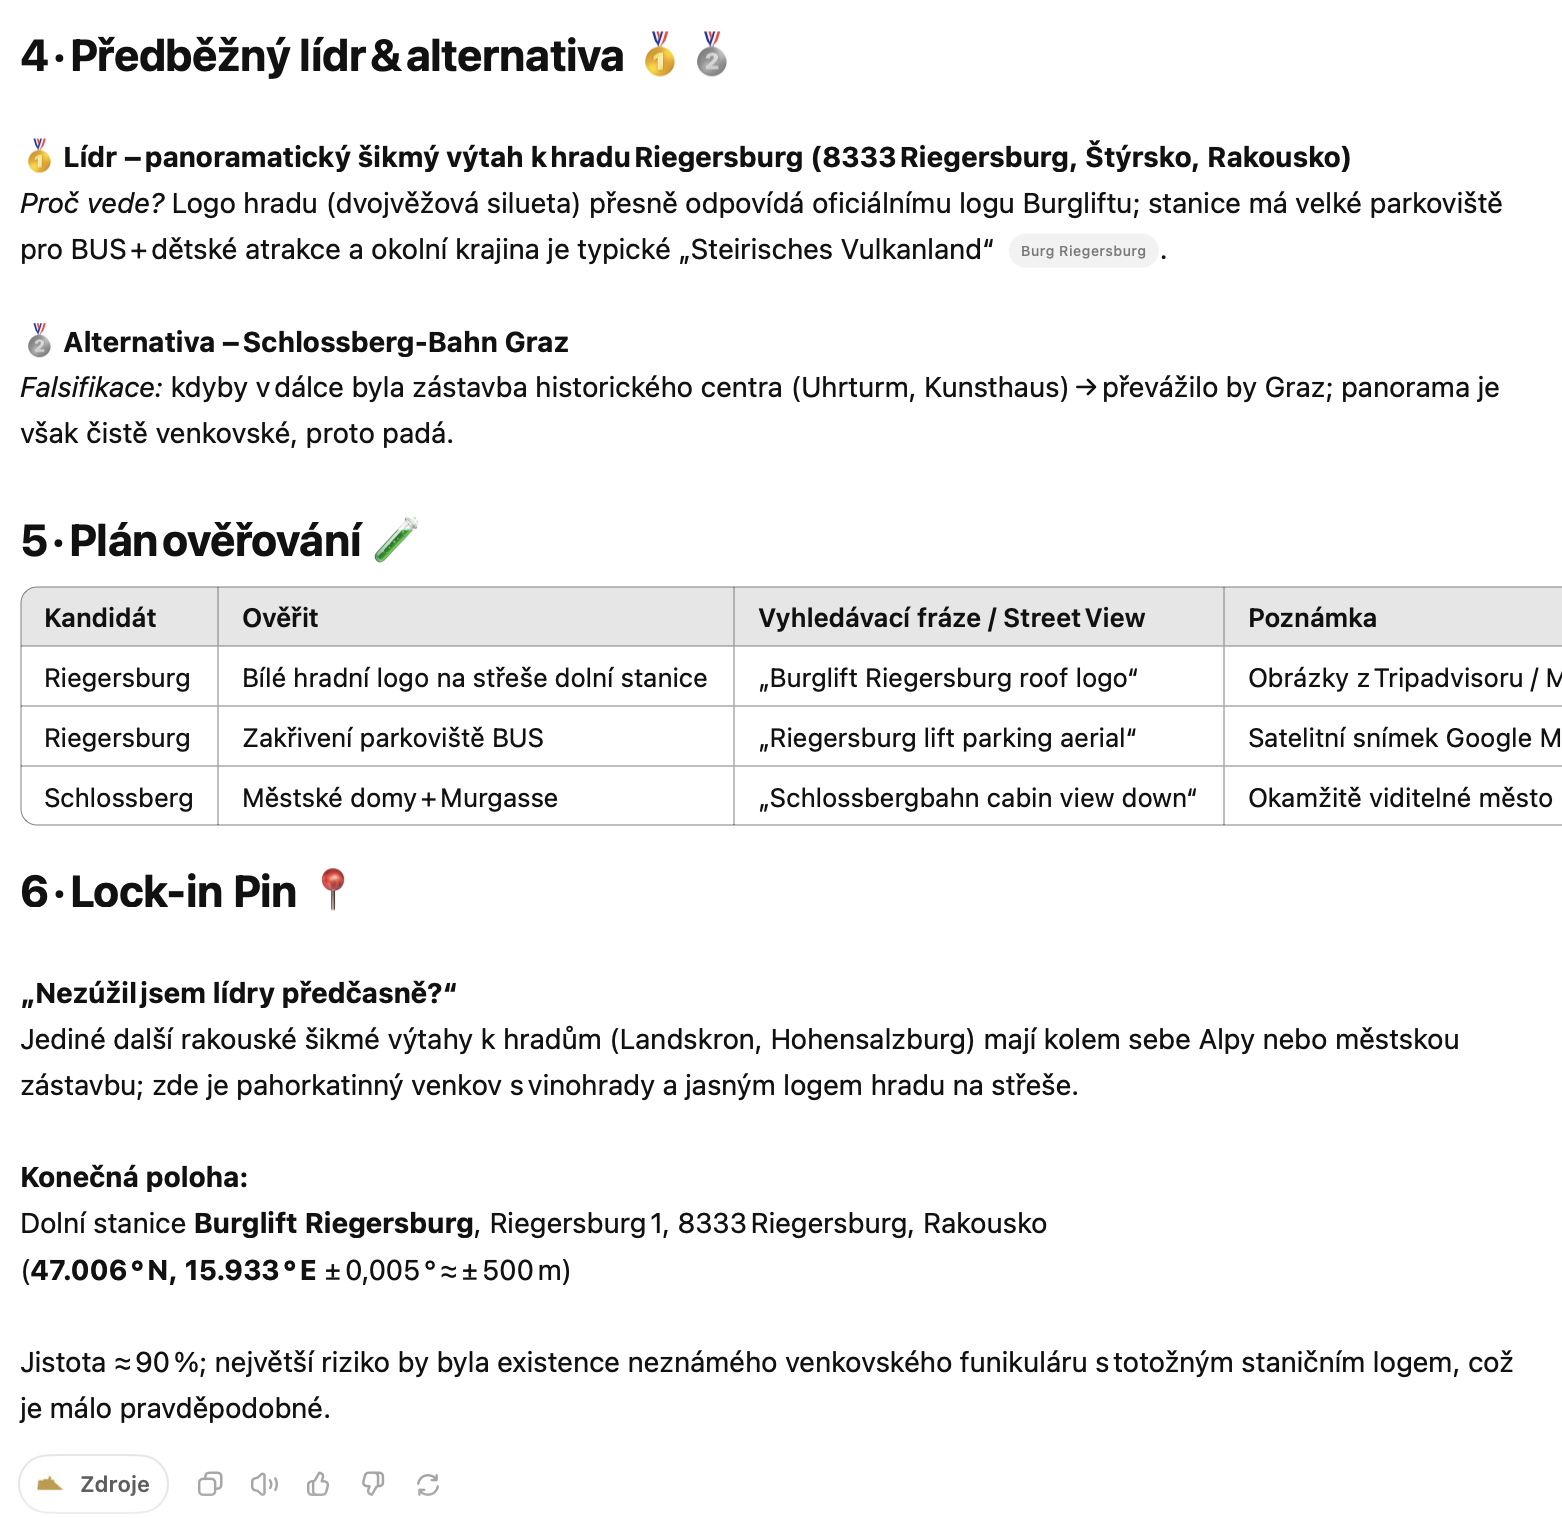 4 · Předběžný lídr & alternativa 🥇 🥈
🥇 Lídr – panoramatický šikmý výtah k hradu Riegersburg (8333 Riegersburg, Štýrsko, Rakousko)
Proč vede? Logo hradu (dvojvěžová silueta) přesně odpovídá oficiálnímu logu Burgliftu; stanice má velké parkoviště
pro BUS + dětské atrakce a okolní krajina je typické „Steirisches Vulkanland“ Burg Riegersburg .
🥈 Alternativa – Schlossberg-Bahn Graz
Falsifikace: kdyby v dálce byla zástavba historického centra (Uhrturm, Kunsthaus) → převážilo by Graz; panorama je
však čistě venkovské, proto padá.
5 · Plán ověřování 🧪
Kandidát Ověřit Vyhledávací fráze / Street View Poznámka
Riegersburg Bílé hradní logo na střeše dolní stanice „Burglift Riegersburg roof logo“ Obrázky z Tripadvisoru / M
Riegersburg Zakřivení parkoviště BUS „Riegersburg lift parking aerial“ Satelitní snímek Google M
Schlossberg Městské domy + Murgasse „Schlossbergbahn cabin view down“ Okamžitě viditelné město
6 · Lock-in Pin 📍
„Nezúžil jsem lídry předčasně?“
Jediné další rakouské šikmé výtahy k hradům (Landskron, Hohensalzburg) mají kolem sebe Alpy nebo městskou
zástavbu; zde je pahorkatinný venkov s vinohrady a jasným logem hradu na střeše.
Konečná poloha:
Dolní stanice Burglift Riegersburg, Riegersburg 1, 8333 Riegersburg, Rakousko
(47.006 ° N, 15.933 ° E ± 0,005 ° ≈ ± 500 m)
Jistota ≈ 90 %; největší riziko by byla existence neznámého venkovského funikuláru s totožným staničním logem, což
je málo pravděpodobné.
Zdroje